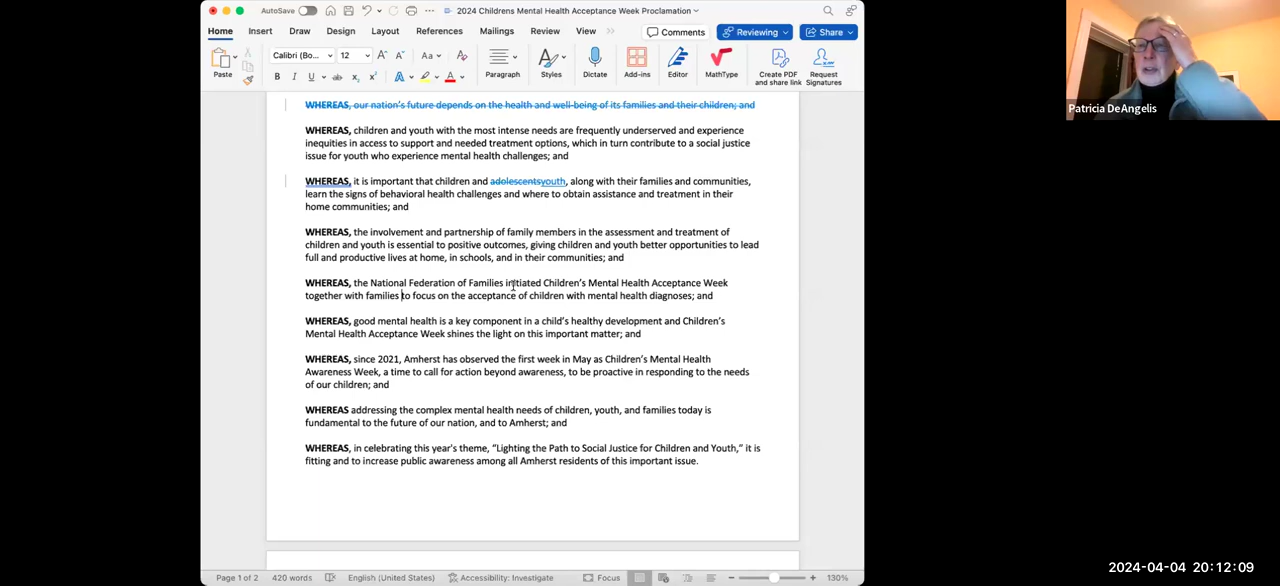 AutoSave
2024 Childrens Mental Health Acceptance Week Proclamation
Home Insert Draw Design Layout References Mailings Review View >> Comments Reviewing Share
Calibri (Bo... 12 A A Aa A
Paste B I U ab x₂ x² A A Paragraph Styles Dictate Add-ins Editor MathType Create PDF and share link Request Signatures
WHEREAS, our nation's future depends on the health and well-being of its families and their children; and
WHEREAS, children and youth with the most intense needs are frequently underserved and experience
inequities in access to support and needed treatment options, which in turn contribute to a social justice
issue for youth who experience mental health challenges; and
WHEREAS, it is important that children and adolescentsyouth, along with their families and communities,
learn the signs of behavioral health challenges and where to obtain assistance and treatment in their
home communities; and
WHEREAS, the involvement and partnership of family members in the assessment and treatment of
children and youth is essential to positive outcomes, giving children and youth better opportunities to lead
full and productive lives at home, in schools, and in their communities; and
WHEREAS, the National Federation of Families initiated Children's Mental Health Acceptance Week
together with families to focus on the acceptance of children with mental health diagnoses; and
WHEREAS, good mental health is a key component in a child's healthy development and Children's
Mental Health Acceptance Week shines the light on this important matter; and
WHEREAS, since 2021, Amherst has observed the first week in May as Children's Mental Health
Awareness Week, a time to call for action beyond awareness, to be proactive in responding to the needs
of our children; and
WHEREAS addressing the complex mental health needs of children, youth, and families today is
fundamental to the future of our nation, and to Amherst; and
WHEREAS, in celebrating this year's theme, "Lighting the Path to Social Justice for Children and Youth," it is
fitting and to increase public awareness among all Amherst residents of this important issue.
Page 1 of 2 420 words English (United States) Accessibility: Investigate Focus 130%
Patricia DeAngelis
2024-04-04 20:12:09